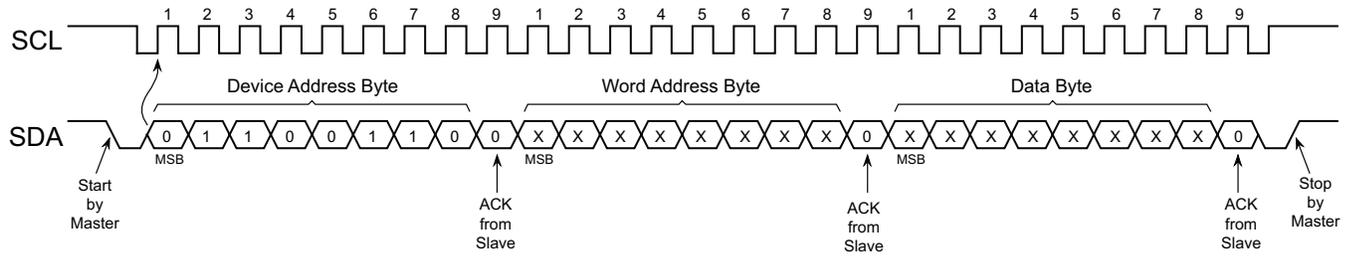 1 2 3 4 5 6 7 8 9 1 2 3 4 5 6 7 8 9 1 2 3 4 5 6 7 8 9
SCL
Device Address Byte
Word Address Byte
Data Byte
SDA
0 1 1 0 0 1 1 0 0 X X X X X X X X 0 X X X X X X X X 0
MSB
MSB
MSB
Start
by
Master
ACK
from
Slave
ACK
from
Slave
ACK
from
Slave
Stop
by
Master